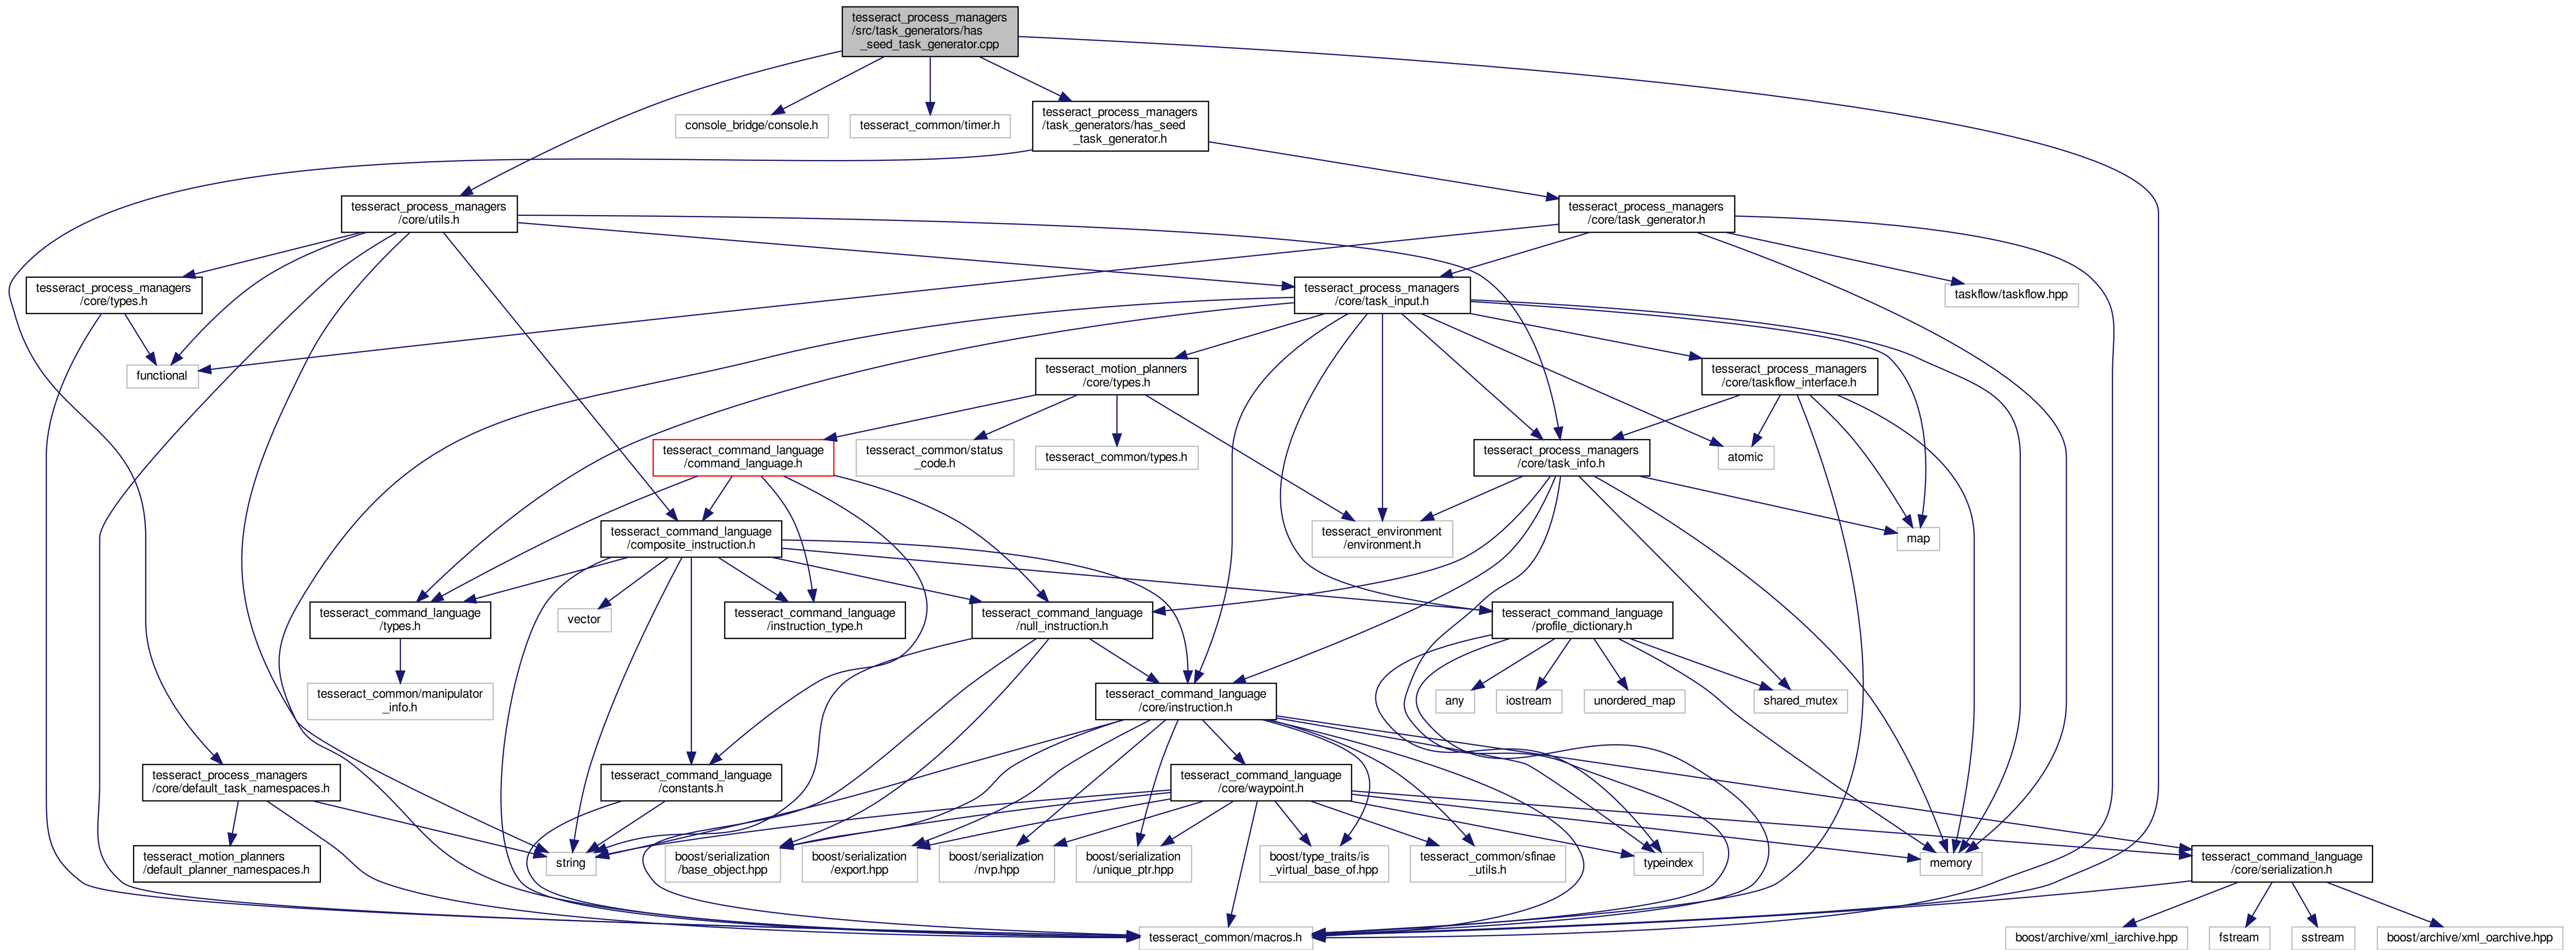 tesseract_process_managers
/src/task_generators/has
_seed_task_generator.cpp
console_bridge/console.h
tesseract_common/timer.h
tesseract_process_managers
/task_generators/has_seed
_task_generator.h
tesseract_process_managers
/core/utils.h
tesseract_process_managers
/core/task_generator.h
tesseract_process_managers
/core/types.h
tesseract_process_managers
/core/task_input.h
taskflow/taskflow.hpp
functional
tesseract_motion_planners
/core/types.h
tesseract_process_managers
/core/taskflow_interface.h
tesseract_command_language
/command_language.h
tesseract_common/status
_code.h
tesseract_common/types.h
tesseract_process_managers
/core/task_info.h
atomic
tesseract_command_language
/composite_instruction.h
tesseract_environment
/environment.h
map
tesseract_command_language
/types.h
vector
tesseract_command_language
/instruction_type.h
tesseract_command_language
/null_instruction.h
tesseract_command_language
/profile_dictionary.h
tesseract_common/manipulator
_info.h
tesseract_command_language
/core/instruction.h
any
iostream
unordered_map
shared_mutex
tesseract_process_managers
/core/default_task_namespaces.h
tesseract_command_language
/constants.h
tesseract_command_language
/core/waypoint.h
tesseract_motion_planners
/default_planner_namespaces.h
string
boost/serialization
/base_object.hpp
boost/serialization
/export.hpp
boost/serialization
/nvp.hpp
boost/serialization
/unique_ptr.hpp
boost/type_traits/is
_virtual_base_of.hpp
tesseract_common/sfinae
_utils.h
typeindex
memory
tesseract_command_language
/core/serialization.h
tesseract_common/macros.h
boost/archive/xml_iarchive.hpp
fstream
sstream
boost/archive/xml_oarchive.hpp